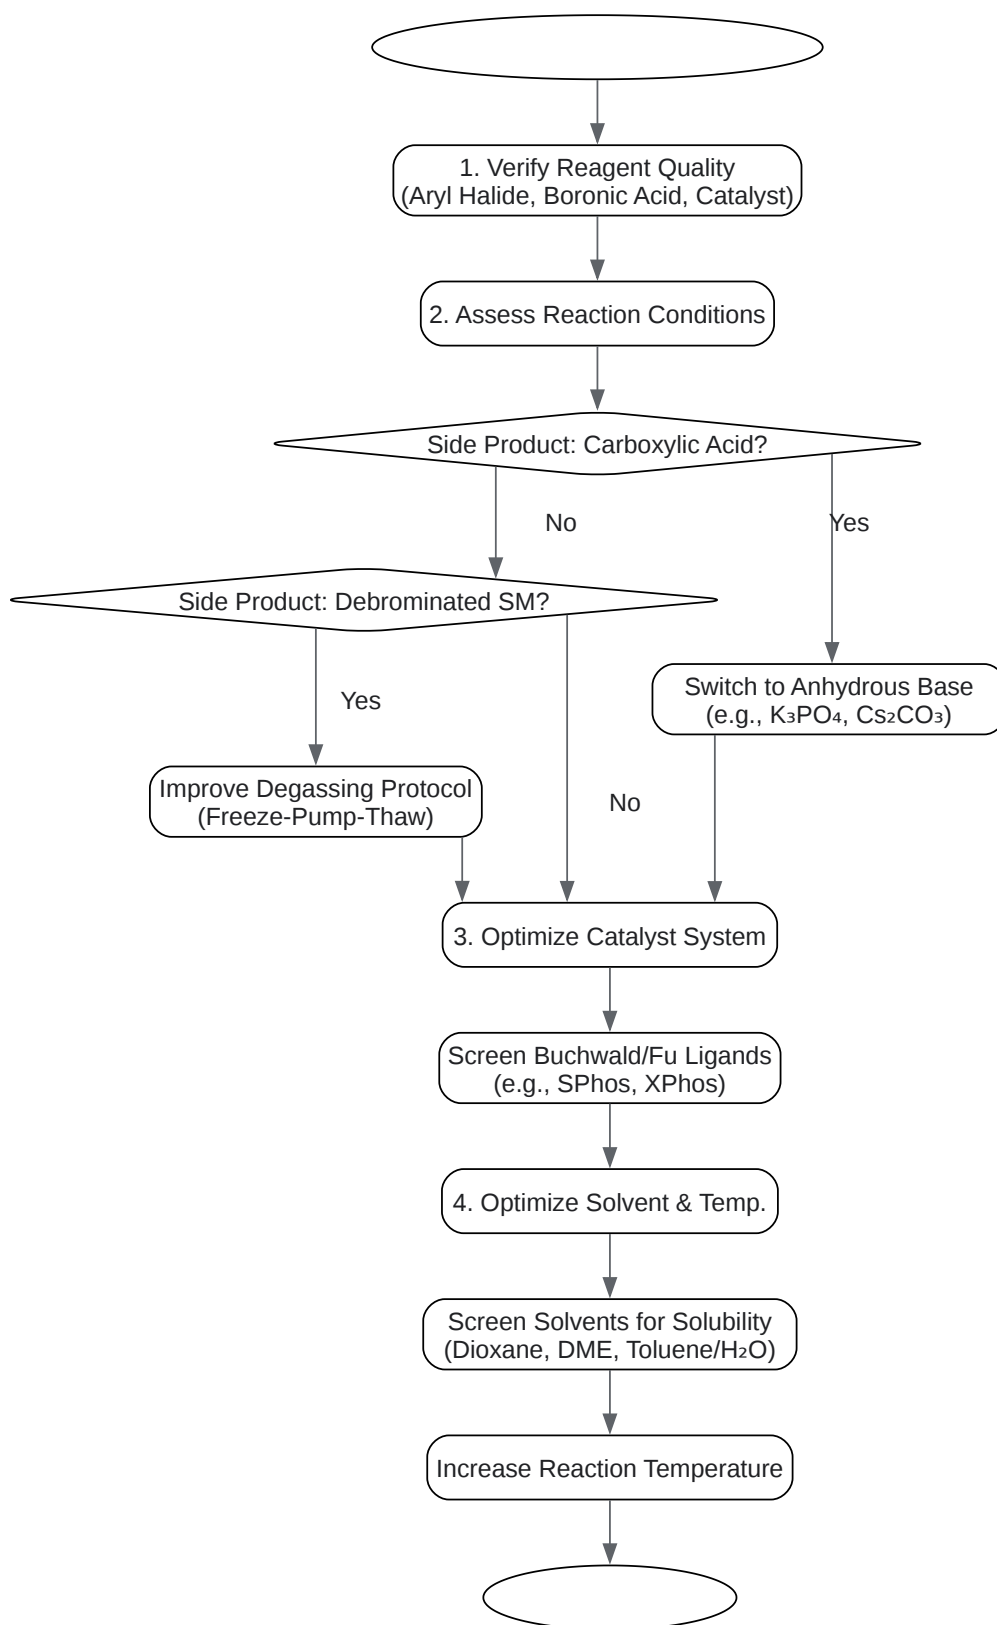 1. Verify Reagent Quality
(Aryl Halide, Boronic Acid, Catalyst)
2. Assess Reaction Conditions
Side Product: Carboxylic Acid?
No
Yes
Side Product: Debrominated SM?
Switch to Anhydrous Base
(e.g., K₃PO₄, Cs₂CO₃)
Yes
Improve Degassing Protocol
(Freeze-Pump-Thaw)
No
3. Optimize Catalyst System
Screen Buchwald/Fu Ligands
(e.g., SPhos, XPhos)
4. Optimize Solvent & Temp.
Screen Solvents for Solubility
(Dioxane, DME, Toluene/H₂O)
Increase Reaction Temperature